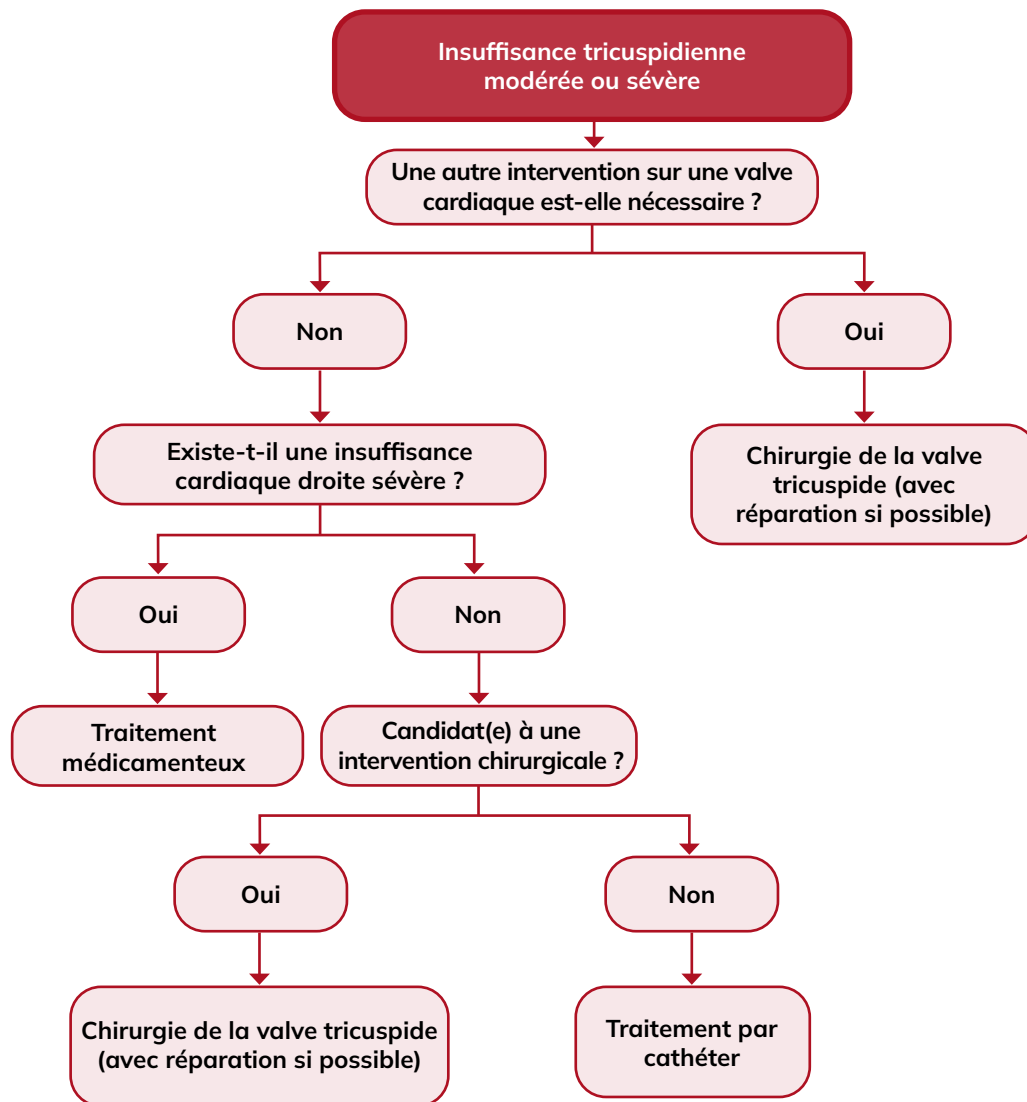 Insuffisance tricuspidienne
modérée ou sévère
Une autre intervention sur une valve
cardiaque est-elle nécessaire ?
Non
Oui
Existe-t-il une insuffisance
cardiaque droite sévère ?
Chirurgie de la valve
tricuspide (avec
réparation si possible)
Oui
Non
Traitement
médicamenteux
Candidat(e) à une
intervention chirurgicale ?
Oui
Non
Chirurgie de la valve tricuspide
(avec réparation si possible)
Traitement par
cathéter